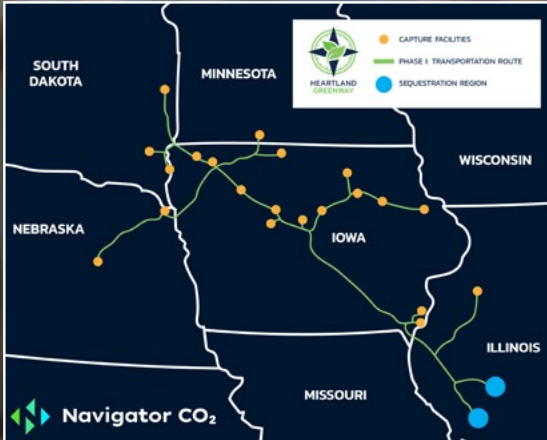 SOUTH
DAKOTA
MINNESOTA
HEARTLAND
GREENWAY
CAPTURE FACILITIES
PHASE I: TRANSPORTATION ROUTE
SEQUESTRATION REGION
WISCONSIN
NEBRASKA
IOWA
ILLINOIS
MISSOURI
Navigator CO₂